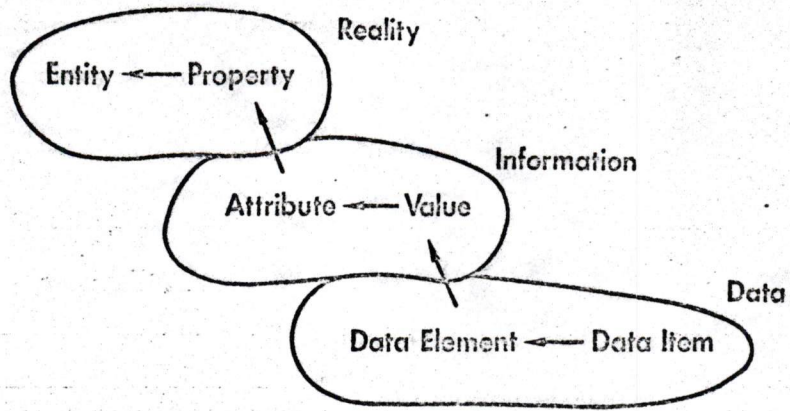 Reality
Entity Property
Information
Attribute Value
Data
Data Element Data Item